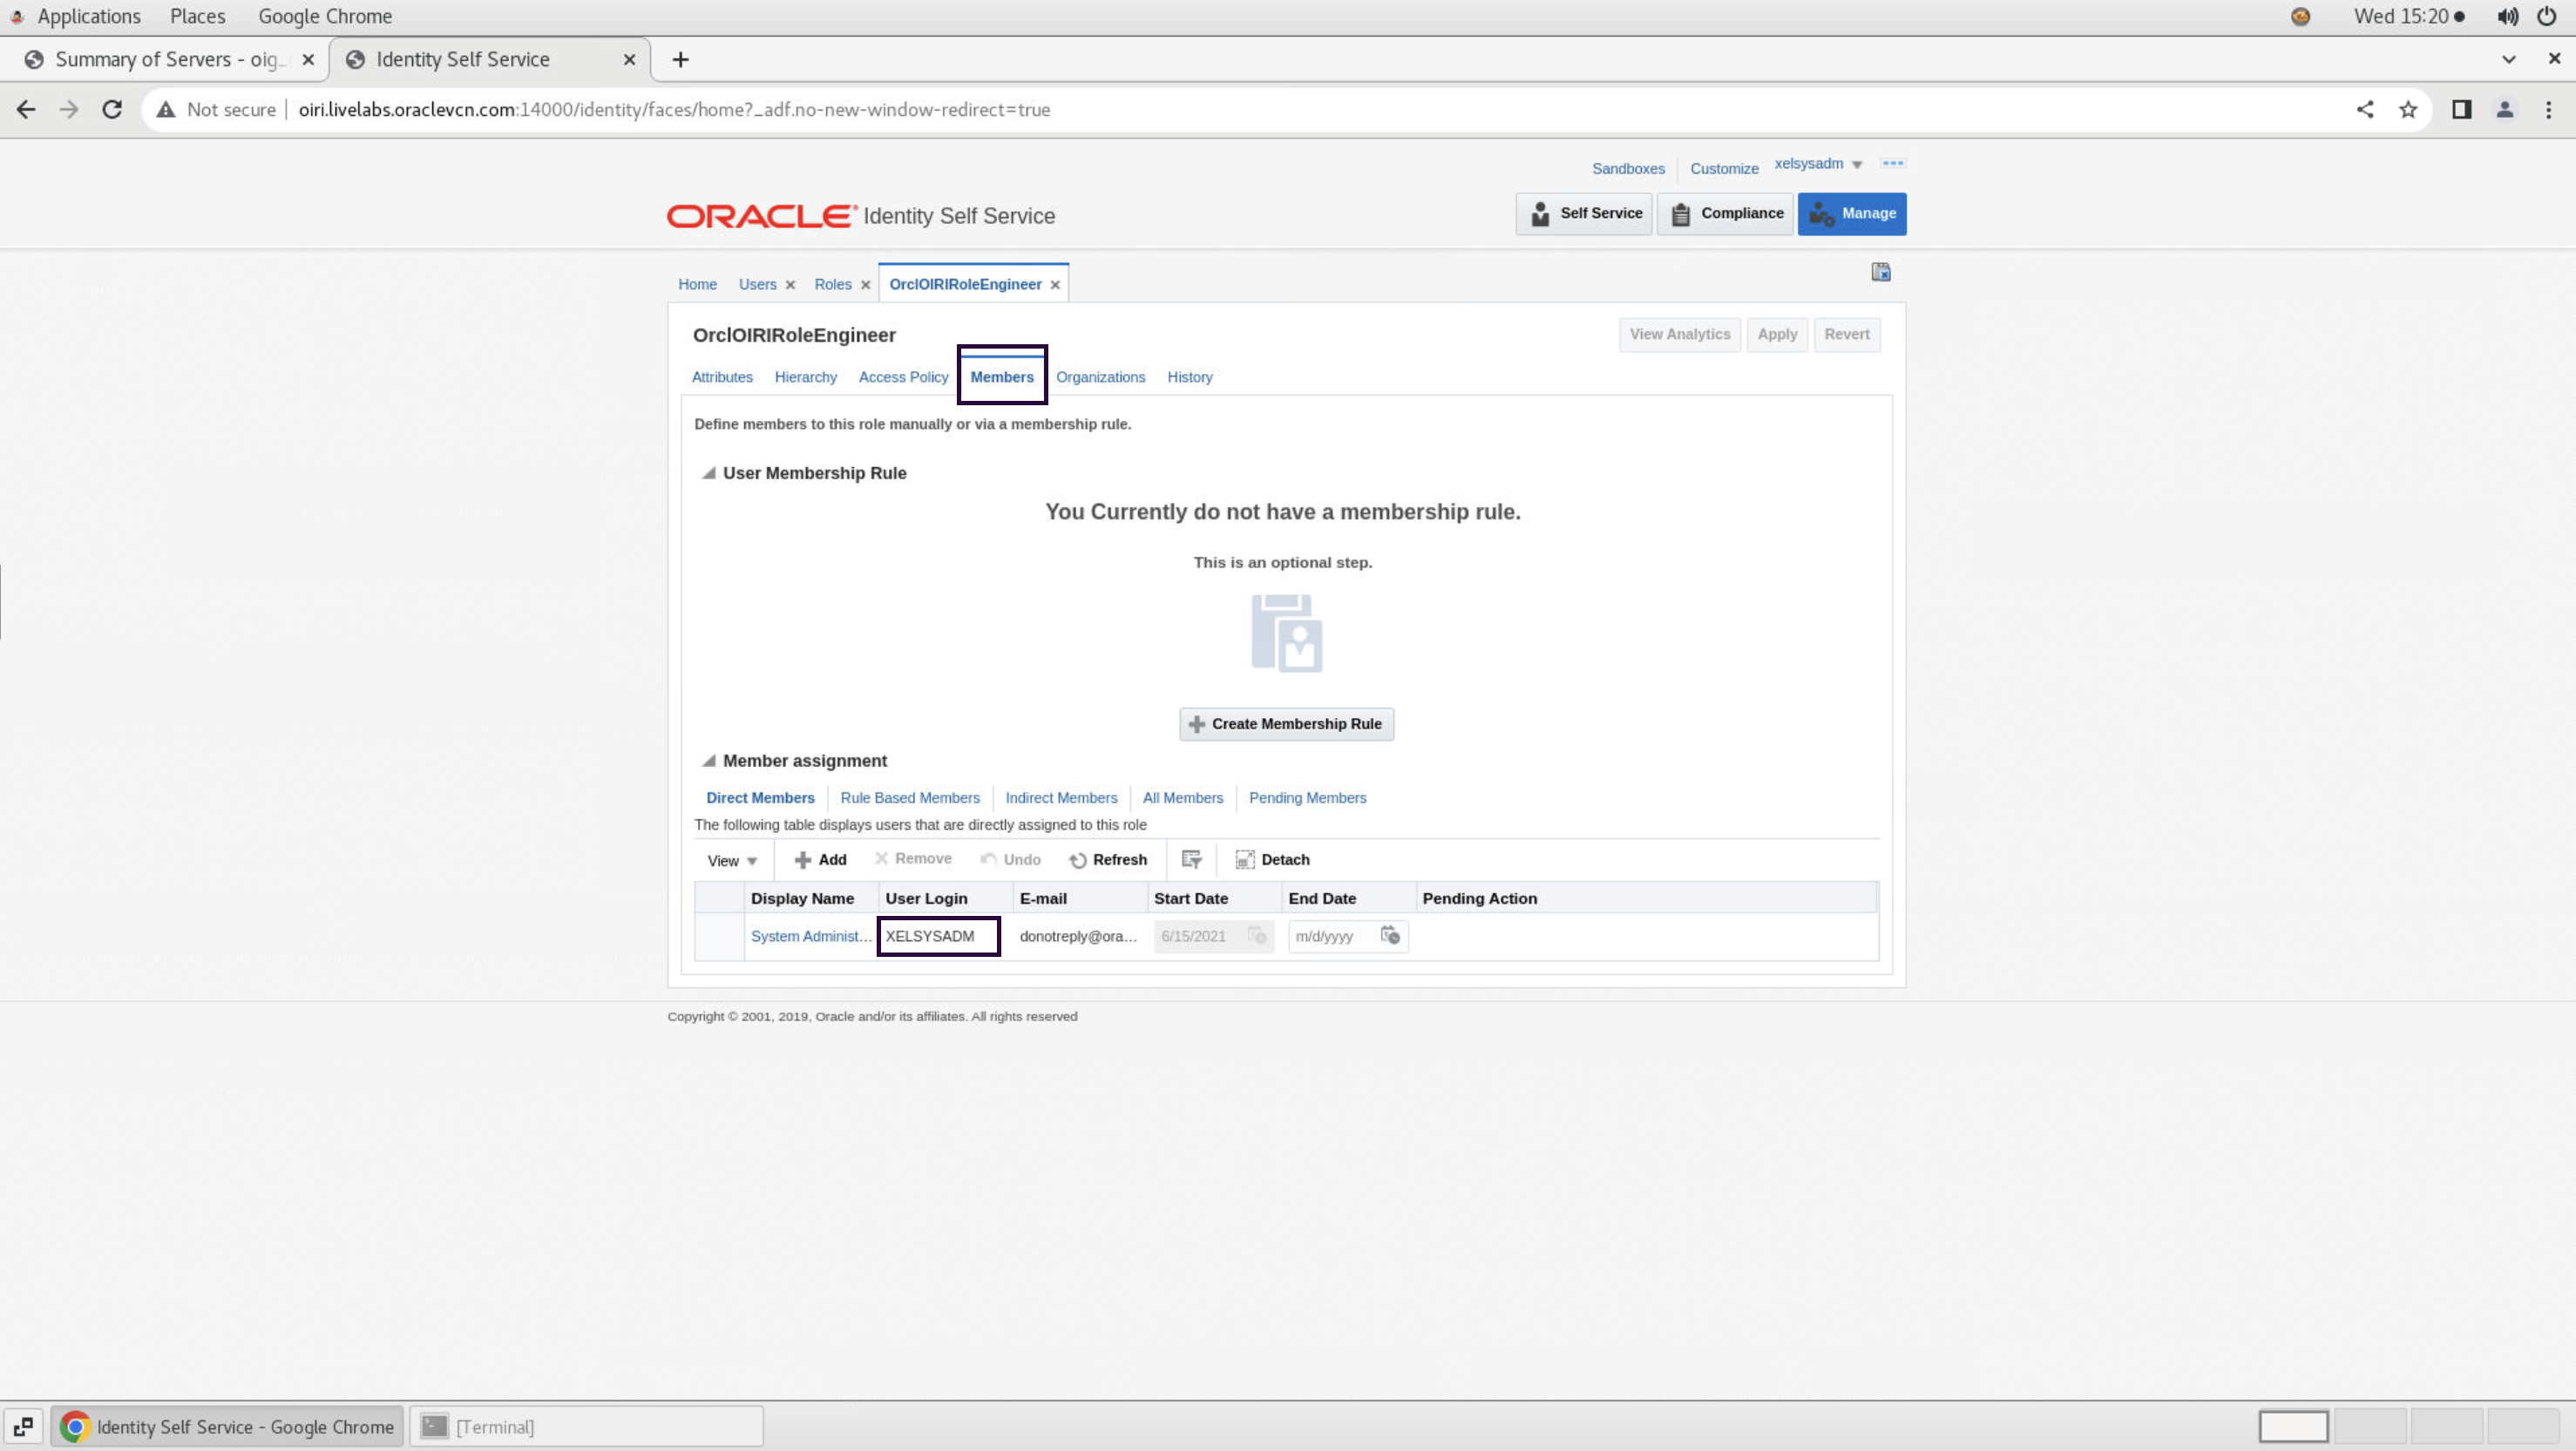 Applications Places Google Chrome Wed 15:20
Summary of Servers - oig_
Identity Self Service
Not secure | oiri.livelabs.oraclevcn.com:14000/identity/faces/home?_adf.no-new-window-redirect=true
Sandboxes Customize xelsysadm
ORACLE Identity Self Service
Self Service Compliance Manage
Home Users Roles OrclOIRIRoleEngineer
OrclOIRIRoleEngineer
View Analytics Apply Revert
Attributes Hierarchy Access Policy Members Organizations History
Define members to this role manually or via a membership rule.
User Membership Rule
You Currently do not have a membership rule.
This is an optional step.
Create Membership Rule
Member assignment
Direct Members Rule Based Members Indirect Members All Members Pending Members
The following table displays users that are directly assigned to this role
View Add Remove Undo Refresh Detach
Display Name User Login E-mail Start Date End Date Pending Action
System Administ... XELSYSADM donotreply@ora... 6/15/2021 m/d/yyyy
Copyright © 2001, 2019, Oracle and/or its affiliates. All rights reserved
Identity Self Service - Google Chrome [Terminal]